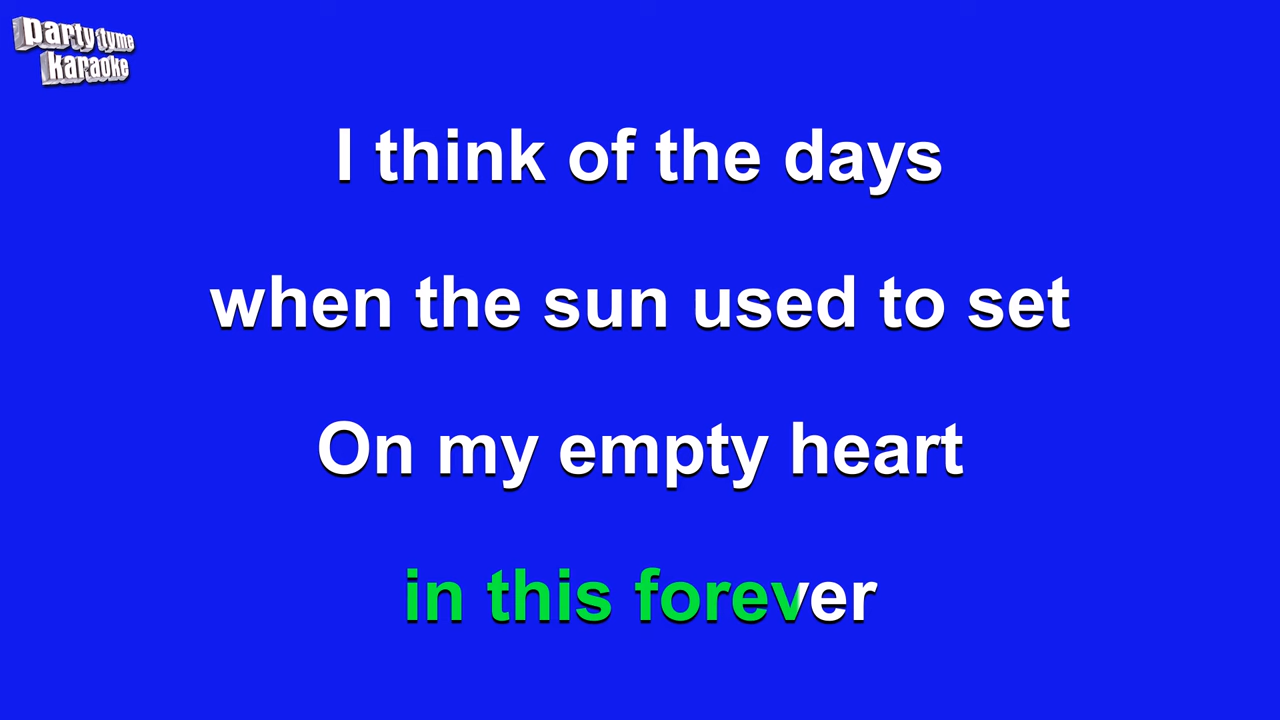 party tyme
karaoke
I think of the days
when the sun used to set
On my empty heart
in this forever